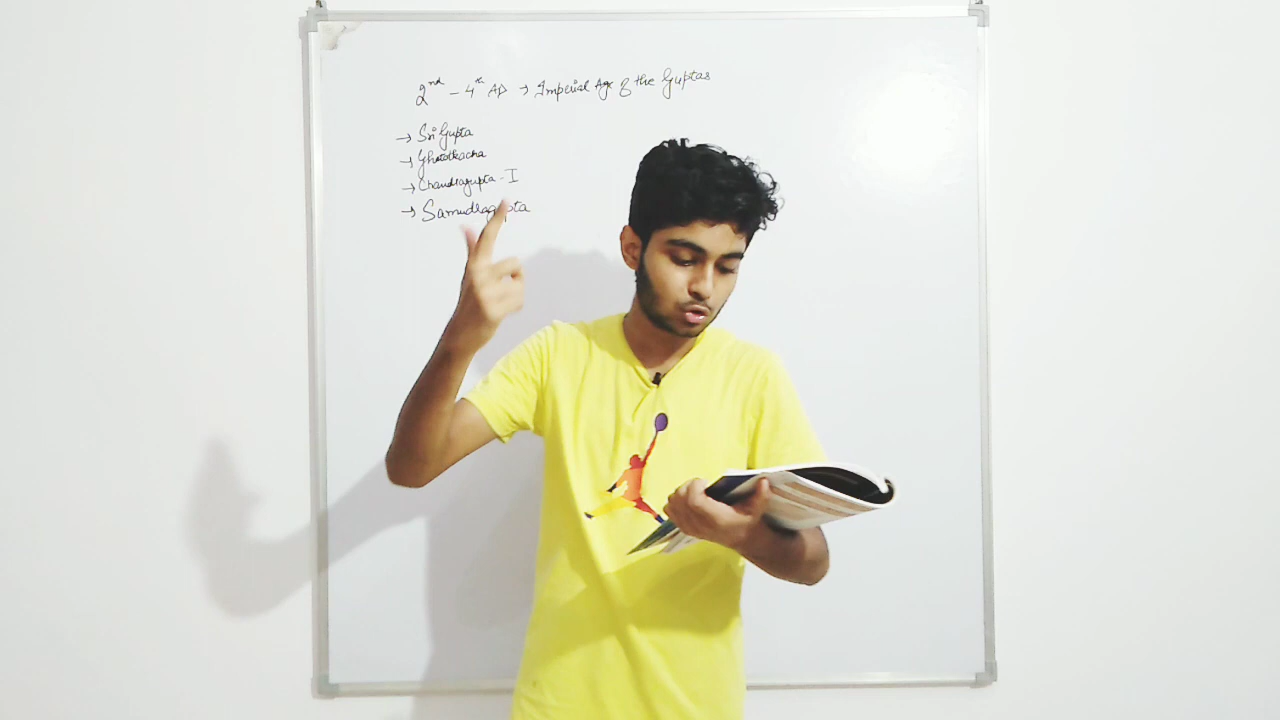 2nd - 4th AD → Imperial Age of the Guptas
→ Sri Gupta
→ Ghatotkacha
→ Chandragupta - I
→ Samudragupta